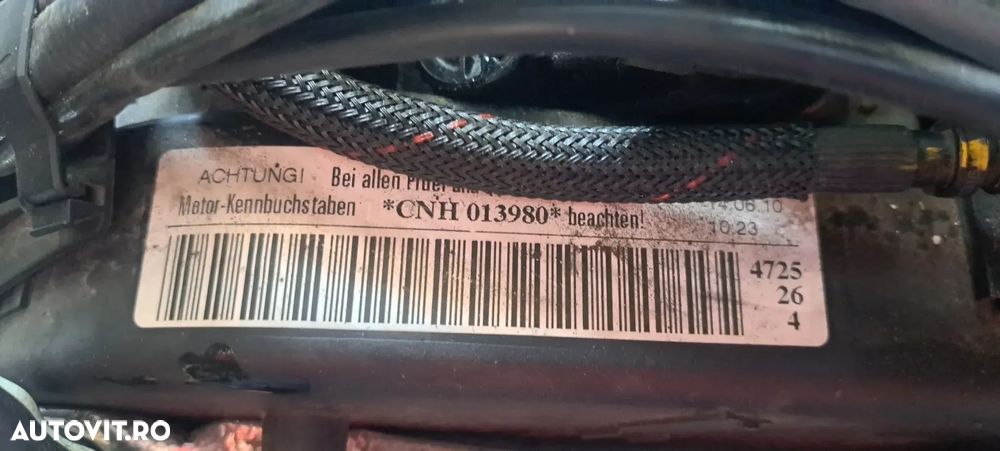 ACHTUNG! Bei allen
14.06.10
Motor-Kennbuchstaben *CNH 013980* beachten!
10:23
4725
26
4
AUTOVIT.RO